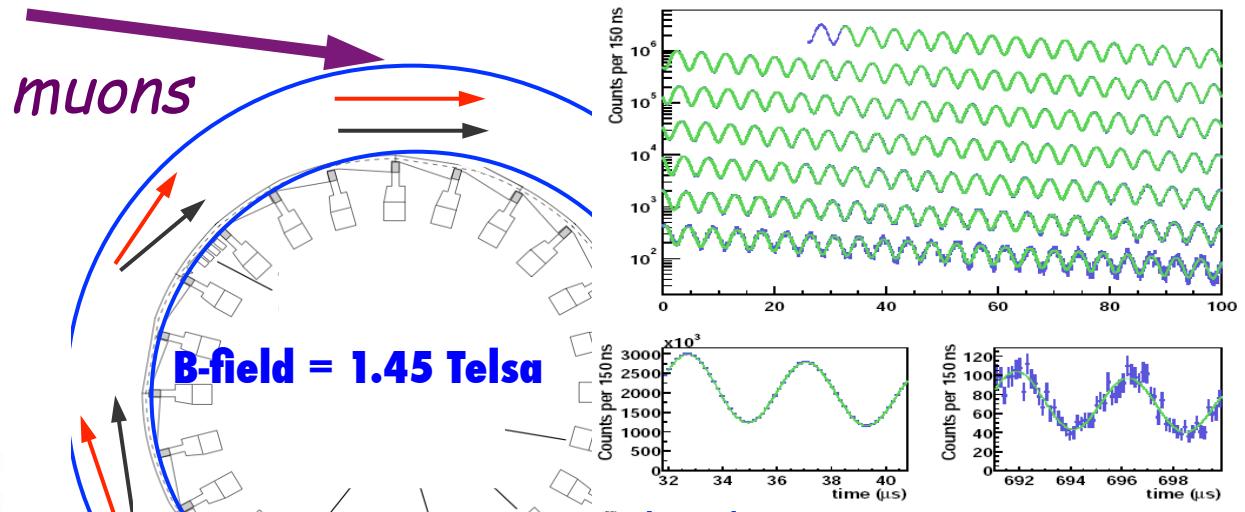 muons
B-field = 1.45 Telsa
Counts per 150 ns
10⁶
10⁵
10⁴
10³
10²
0 20 40 60 80 100
×10³
Counts per 150 ns
3000
2500
2000
1500
1000
500
0
32 34 36 38 40
time (μs)
Counts per 150 ns
120
100
80
60
40
20
0
692 694 696 698
time (μs)